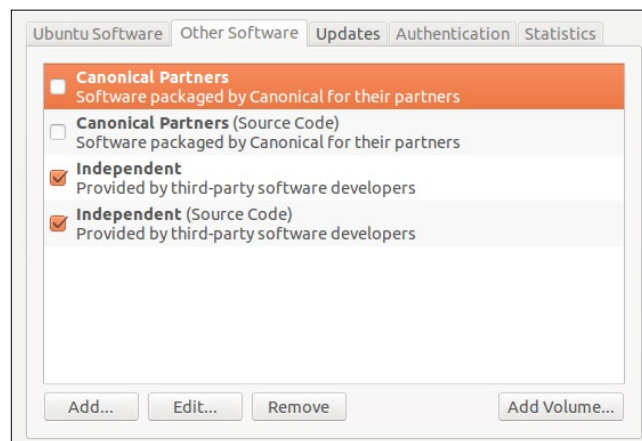 Ubuntu Software Other Software Updates Authentication Statistics
Canonical Partners
Software packaged by Canonical for their partners
Canonical Partners (Source Code)
Software packaged by Canonical for their partners
Independent
Provided by third-party software developers
Independent (Source Code)
Provided by third-party software developers
Add... Edit... Remove Add Volume...